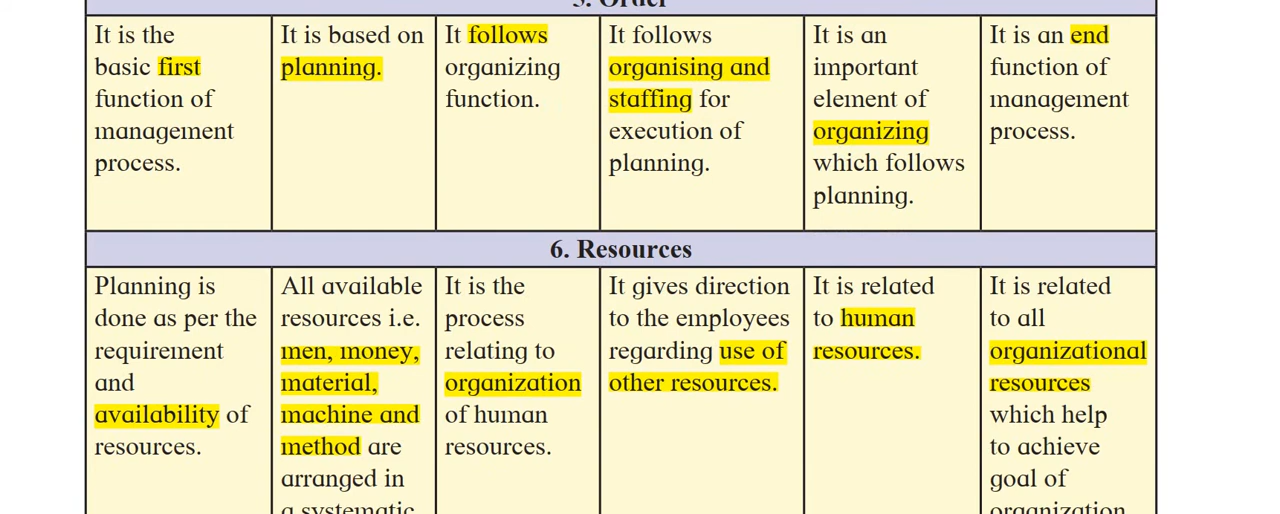 5. Order
It is the
basic first
function of
management
process.
It is based on
planning.
It follows
organizing
function.
It follows
organising and
staffing for
execution of
planning.
It is an
important
element of
organizing
which follows
planning.
It is an end
function of
management
process.
6. Resources
Planning is
done as per the
requirement
and
availability of
resources.
All available
resources i.e.
men, money,
material,
machine and
method are
arranged in
a systematic
It is the
process
relating to
organization
of human
resources.
It gives direction
to the employees
regarding use of
other resources.
It is related
to human
resources.
It is related
to all
organizational
resources
which help
to achieve
goal of
organization